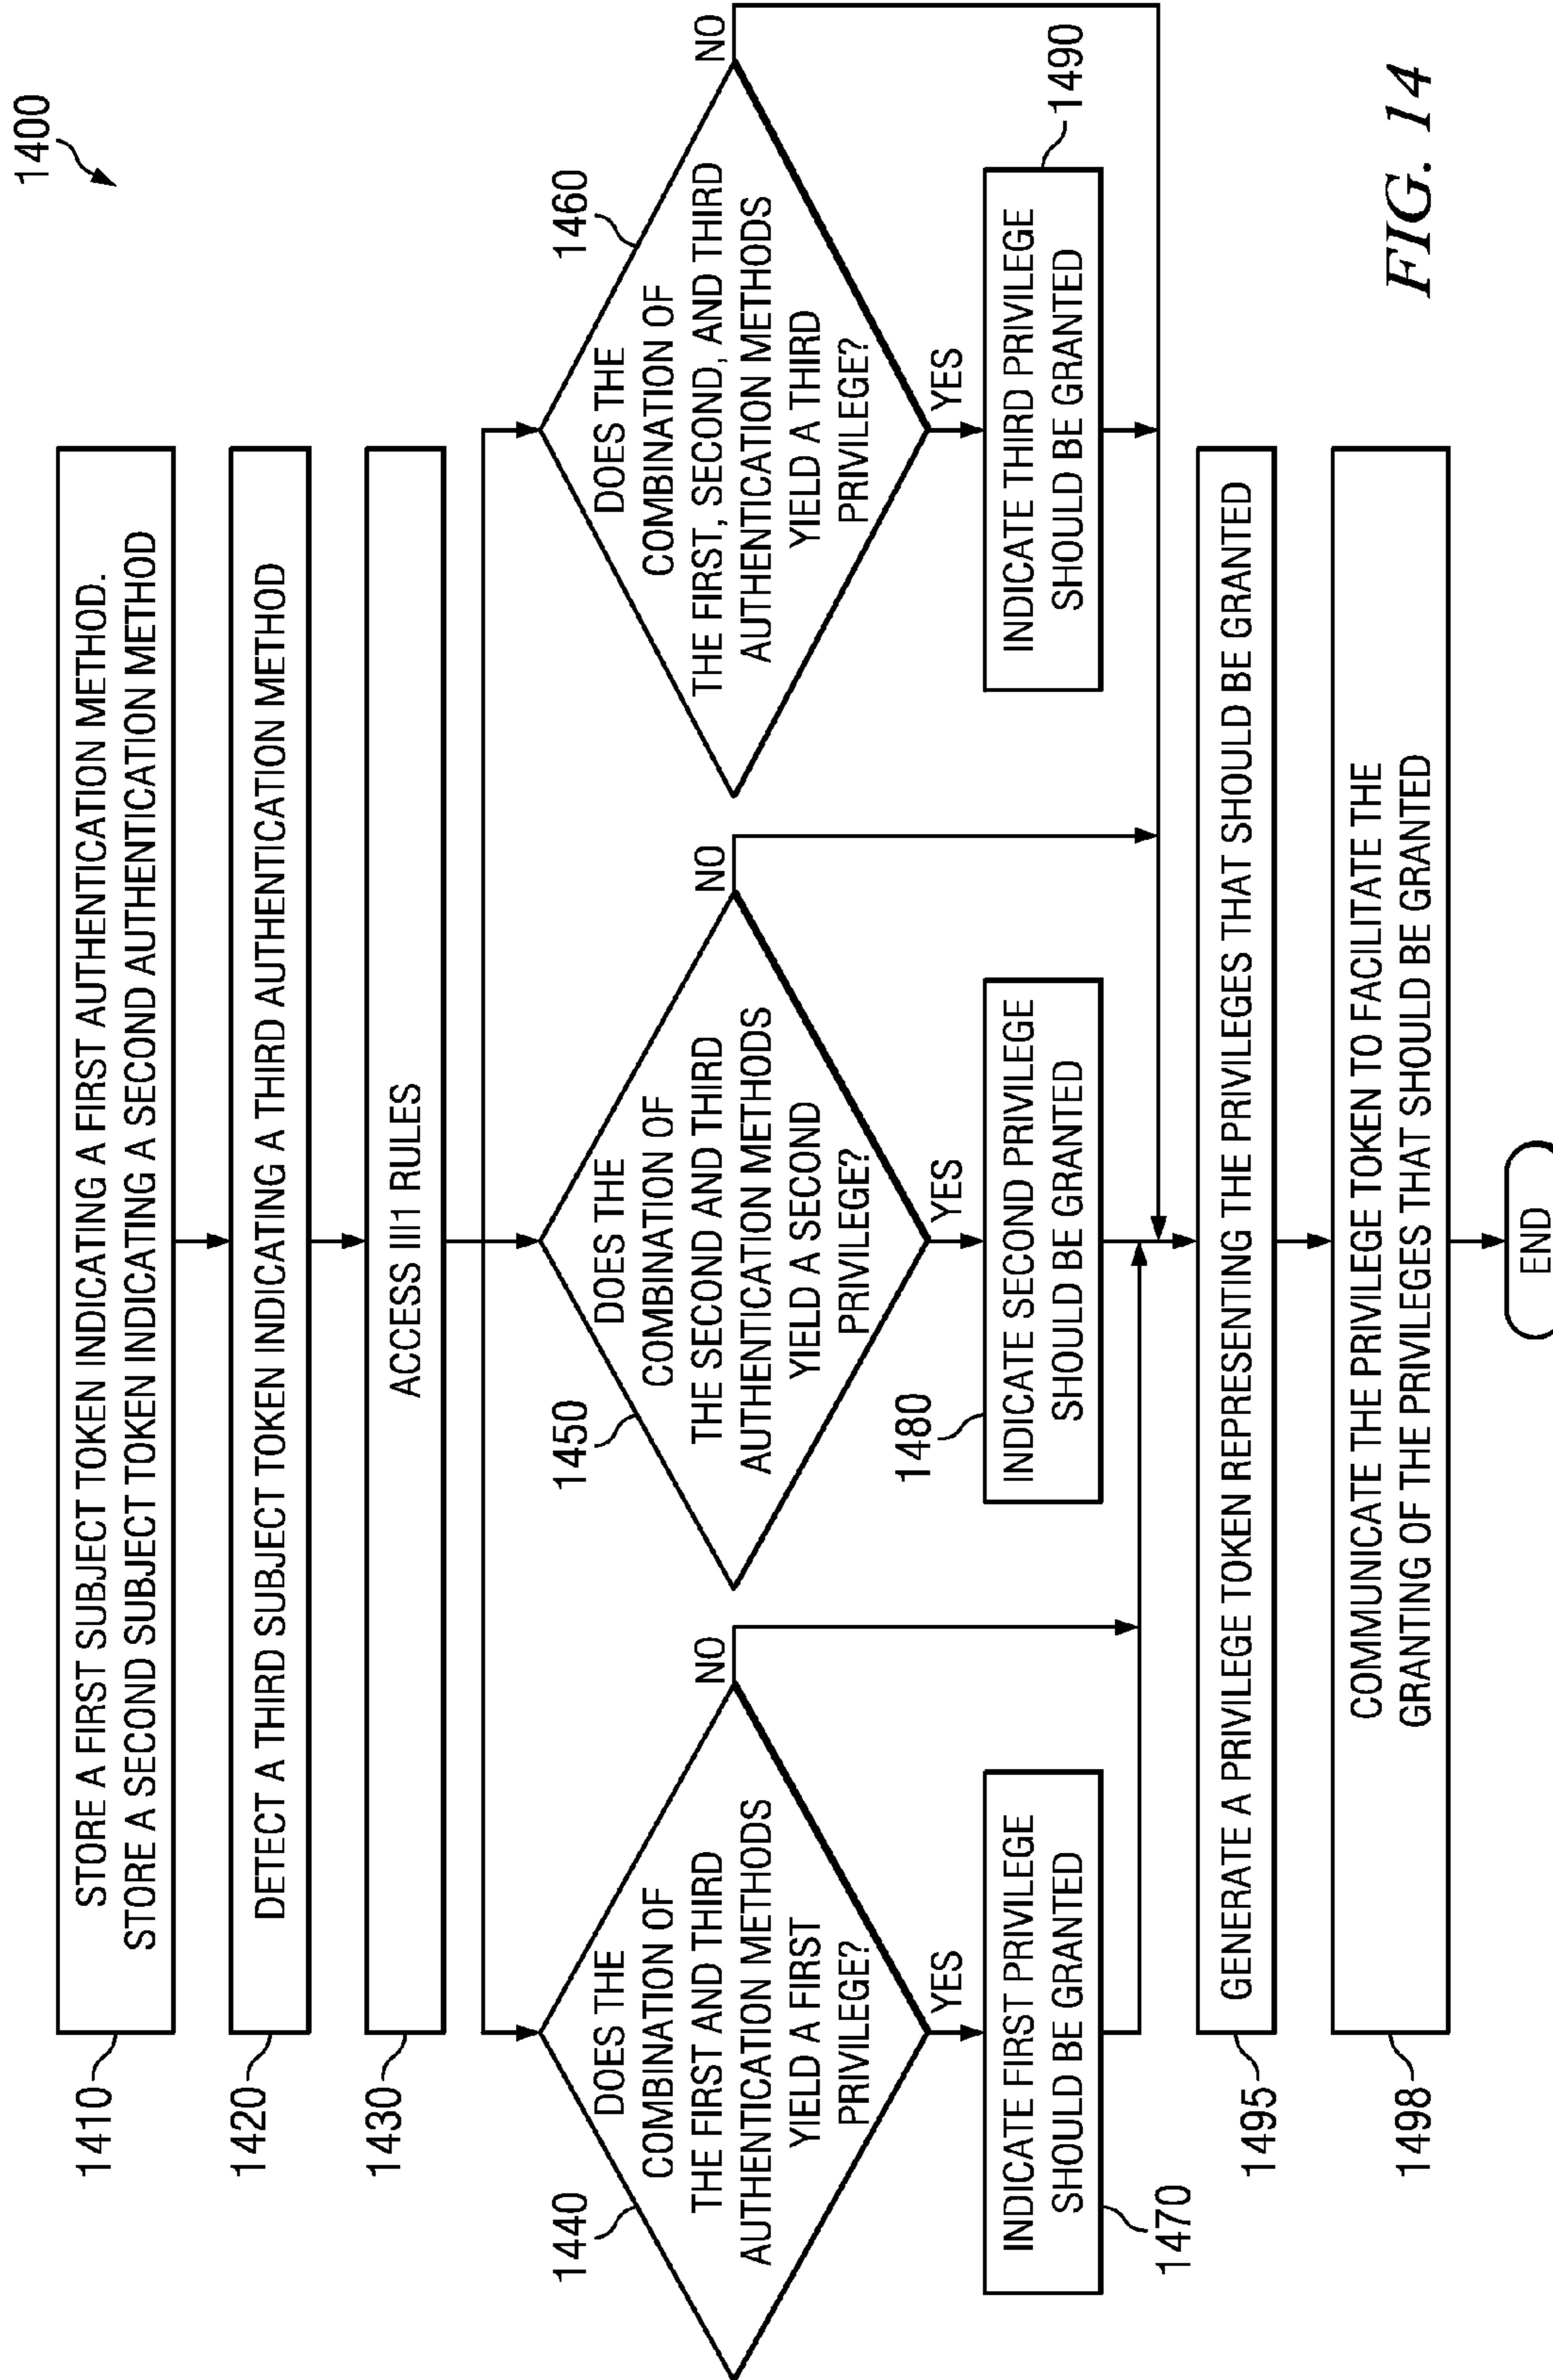 1400
1410
STORE A FIRST SUBJECT TOKEN INDICATING A FIRST AUTHENTICATION METHOD.
STORE A SECOND SUBJECT TOKEN INDICATING A SECOND AUTHENTICATION METHOD
1420
DETECT A THIRD SUBJECT TOKEN INDICATING A THIRD AUTHENTICATION METHOD
1430
ACCESS III1 RULES
1440
DOES THE
COMBINATION OF
THE FIRST AND THIRD
AUTHENTICATION METHODS
YIELD A FIRST
PRIVILEGE?
NO
YES
1450
DOES THE
COMBINATION OF
THE SECOND AND THIRD
AUTHENTICATION METHODS
YIELD A SECOND
PRIVILEGE?
NO
YES
1460
DOES THE
COMBINATION OF
THE FIRST, SECOND, AND THIRD
AUTHENTICATION METHODS
YIELD A THIRD
PRIVILEGE?
NO
YES
INDICATE FIRST PRIVILEGE
SHOULD BE GRANTED
1470
1480
INDICATE SECOND PRIVILEGE
SHOULD BE GRANTED
INDICATE THIRD PRIVILEGE
SHOULD BE GRANTED
1490
1495
GENERATE A PRIVILEGE TOKEN REPRESENTING THE PRIVILEGES THAT SHOULD BE GRANTED
1498
COMMUNICATE THE PRIVILEGE TOKEN TO FACILITATE THE
GRANTING OF THE PRIVILEGES THAT SHOULD BE GRANTED
END
FIG. 14